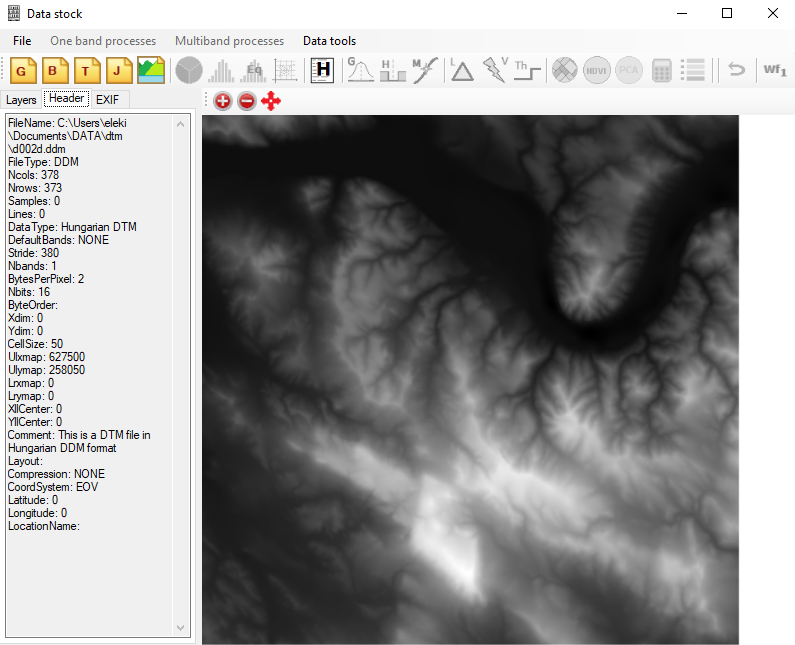 Data stock
File One band processes Multiband processes Data tools
G B T J Eq H G H M L V Th NDVI PCA Wf1
Layers Header EXIF
FileName: C:\Users\eleki
\Documents\DATA\dtm
\d002d.ddm
FileType: DDM
Ncols: 378
Nrows: 373
Samples: 0
Lines: 0
DataType: Hungarian DTM
DefaultBands: NONE
Stride: 380
Nbands: 1
BytesPerPixel: 2
Nbits: 16
ByteOrder:
Xdim: 0
Ydim: 0
CellSize: 50
Ulxmap: 627500
Ulymap: 258050
Lrxmap: 0
Lrymap: 0
XllCenter: 0
YllCenter: 0
Comment: This is a DTM file in
Hungarian DDM format
Layout:
Compression: NONE
CoordSystem: EOV
Latitude: 0
Longitude: 0
LocationName: